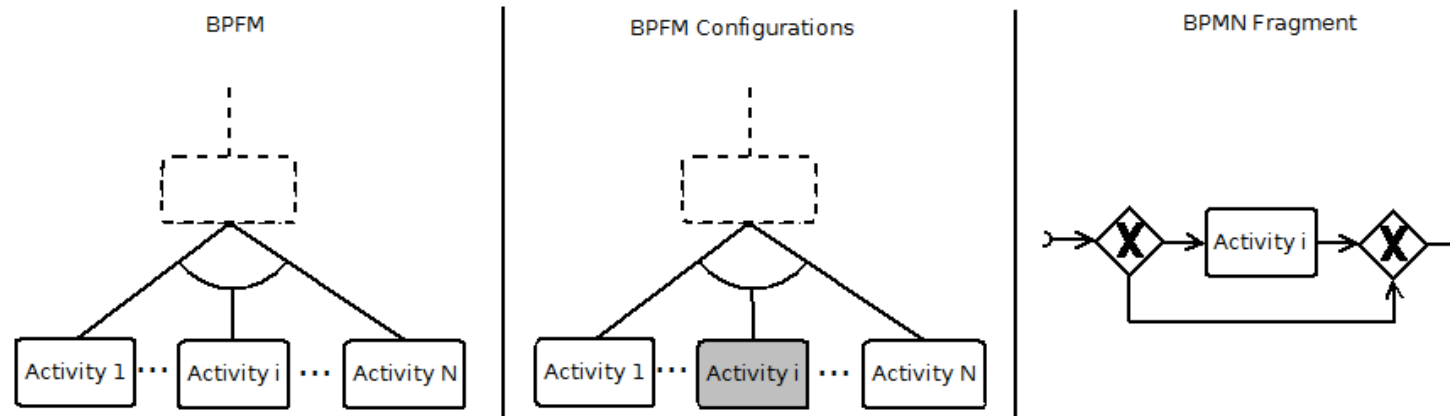 BPFM
BPFM Configurations
BPMN Fragment
Activity 1 ... Activity i ... Activity N
Activity 1 ... Activity i ... Activity N
X
Activity i
X